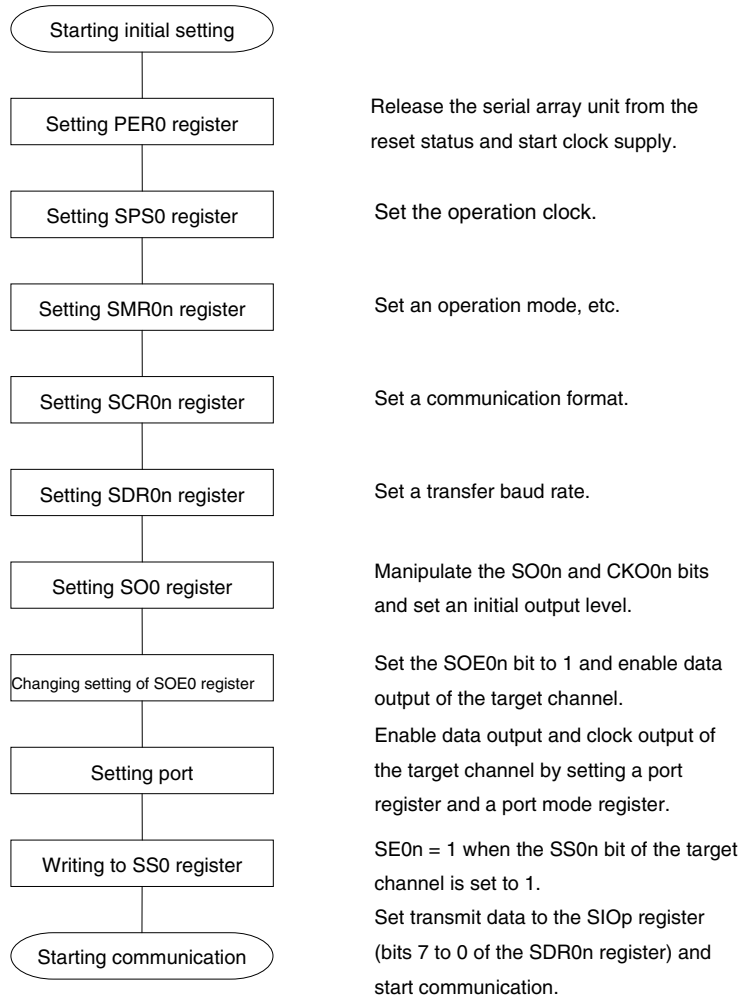 Starting initial setting
Setting PER0 register
Release the serial array unit from the
reset status and start clock supply.
Setting SPS0 register
Set the operation clock.
Setting SMR0n register
Set an operation mode, etc.
Setting SCR0n register
Set a communication format.
Setting SDR0n register
Set a transfer baud rate.
Setting SO0 register
Manipulate the SO0n and CKO0n bits
and set an initial output level.
Changing setting of SOE0 register
Set the SOE0n bit to 1 and enable data
output of the target channel.
Setting port
Enable data output and clock output of
the target channel by setting a port
register and a port mode register.
Writing to SS0 register
SE0n = 1 when the SS0n bit of the target
channel is set to 1.
Starting communication
Set transmit data to the SIOp register
(bits 7 to 0 of the SDR0n register) and
start communication.